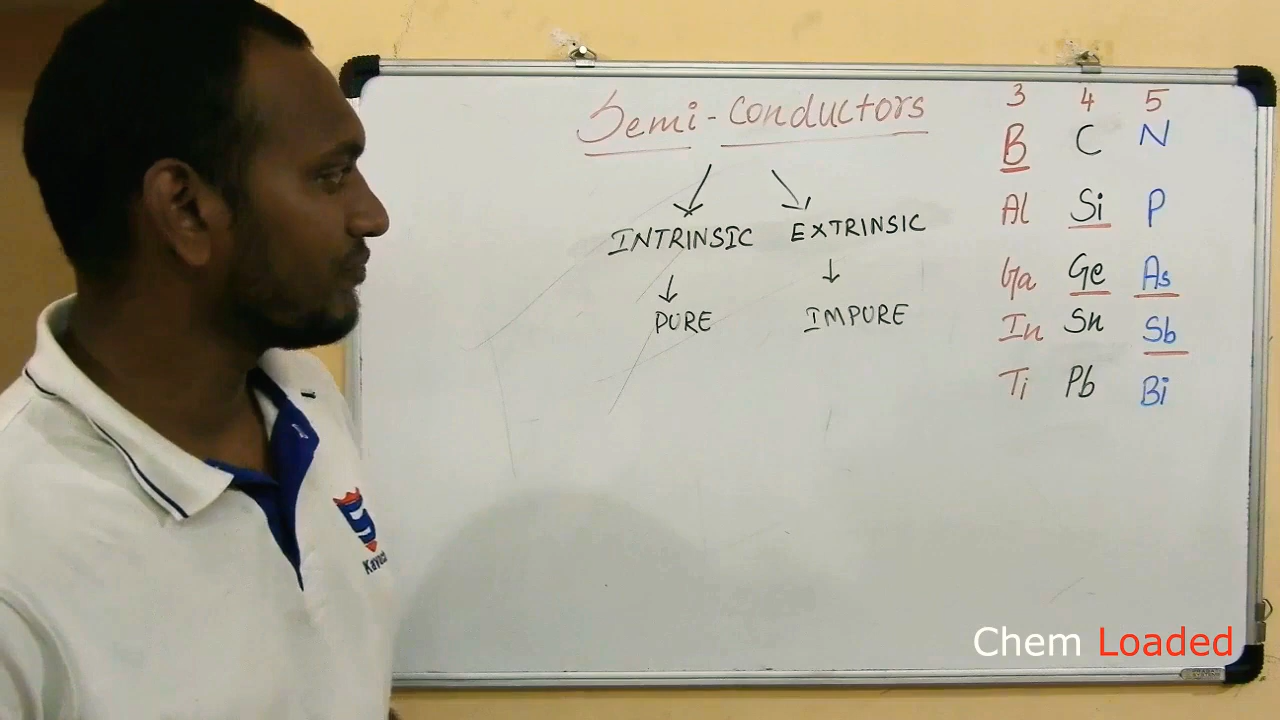 Semi-conductors
INTRINSIC EXTRINSIC
PURE IMPURE
3 4 5
B C N
Al Si P
Ga Ge As
In Sn Sb
Ti Pb Bi
Chem Loaded